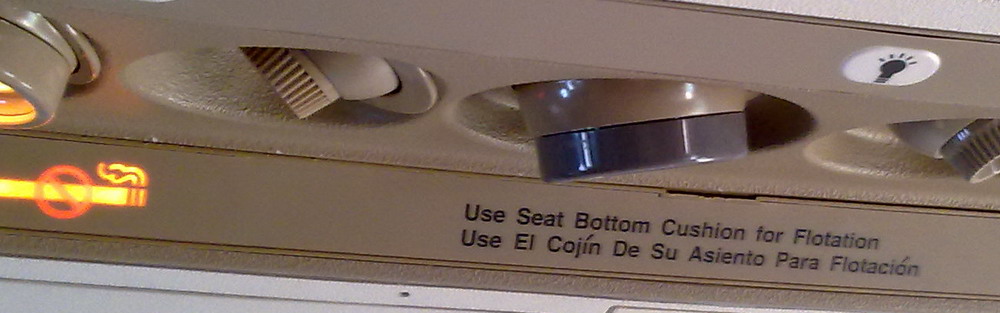 Use Seat Bottom Cushion for Flotation
Use El Cojín De Su Asiento Para Flotación